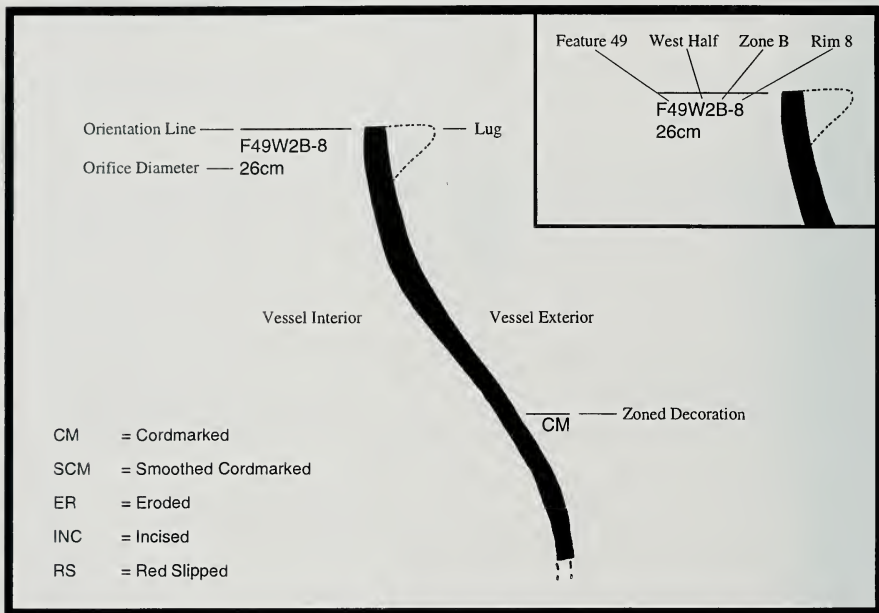 Feature 49 West Half Zone B Rim 8
F49W2B-8
26cm
Orientation Line
F49W2B-8
Lug
Orifice Diameter
26cm
Vessel Interior
Vessel Exterior
CM
Zoned Decoration
CM = Cordmarked
SCM = Smoothed Cordmarked
ER = Eroded
INC = Incised
RS = Red Slipped